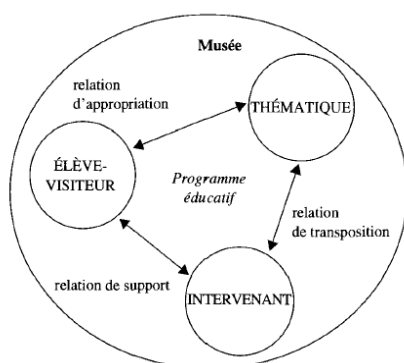 Musée
relation
d'appropriation
THÉMATIQUE
ÉLÈVE-
VISITEUR
Programme
éducatif
relation
de transposition
relation de support
INTERVENANT